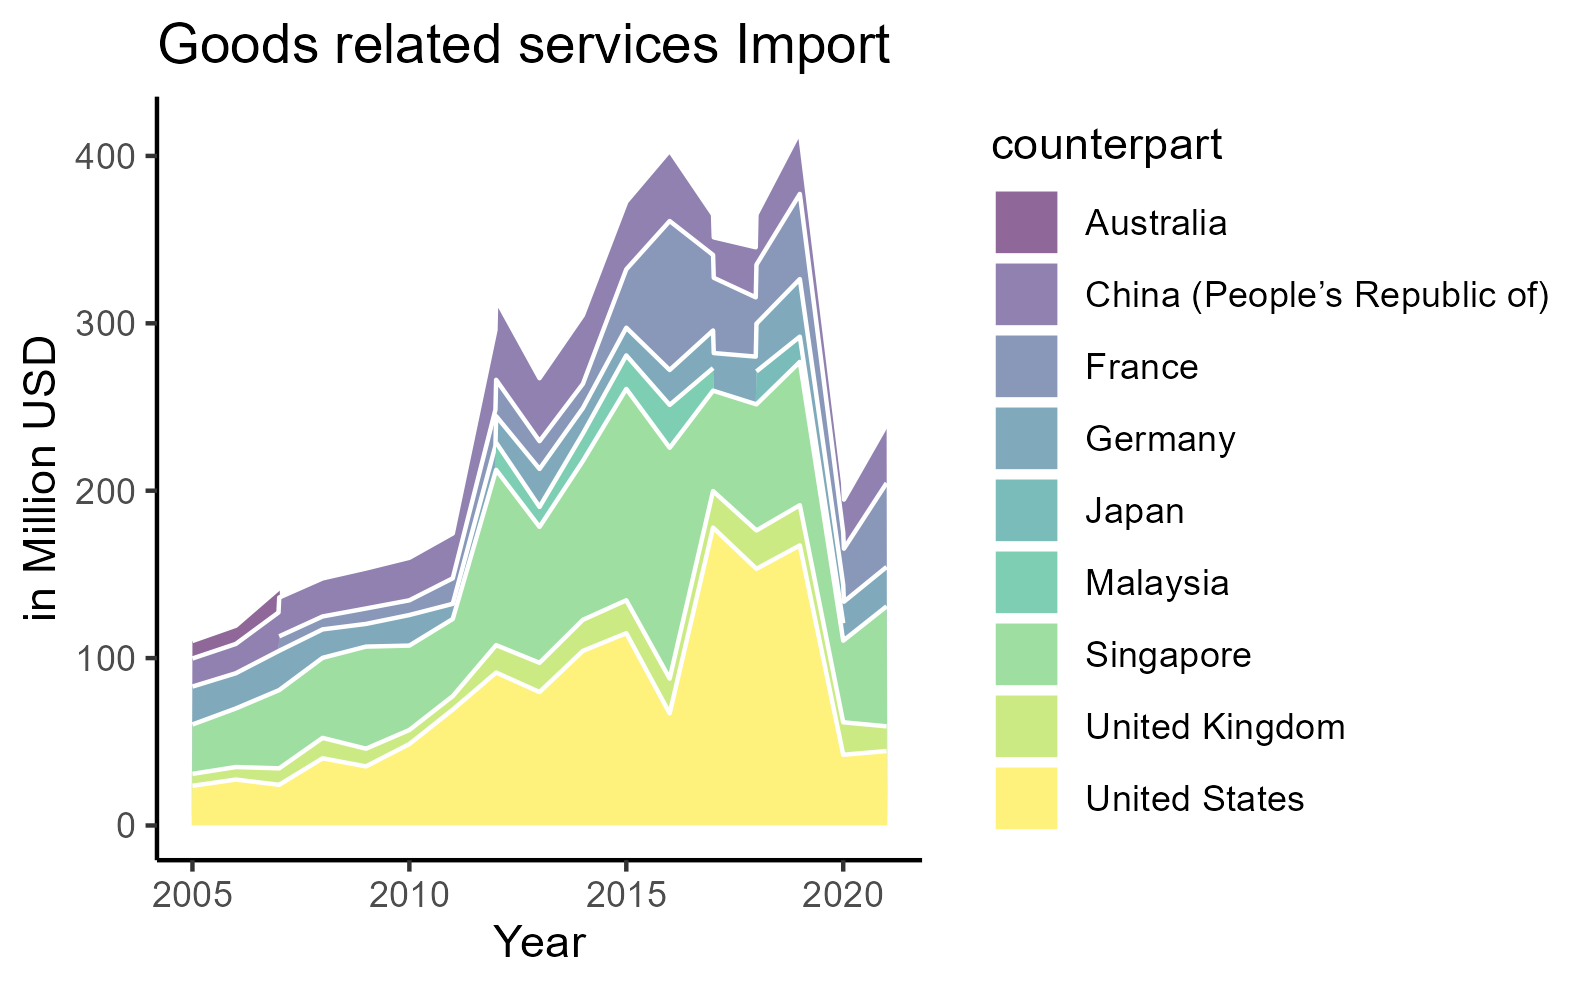 Goods related services Import
400
300
200
100
0
in Million USD
2005 2010 2015 2020
Year
counterpart
Australia
China (People’s Republic of)
France
Germany
Japan
Malaysia
Singapore
United Kingdom
United States